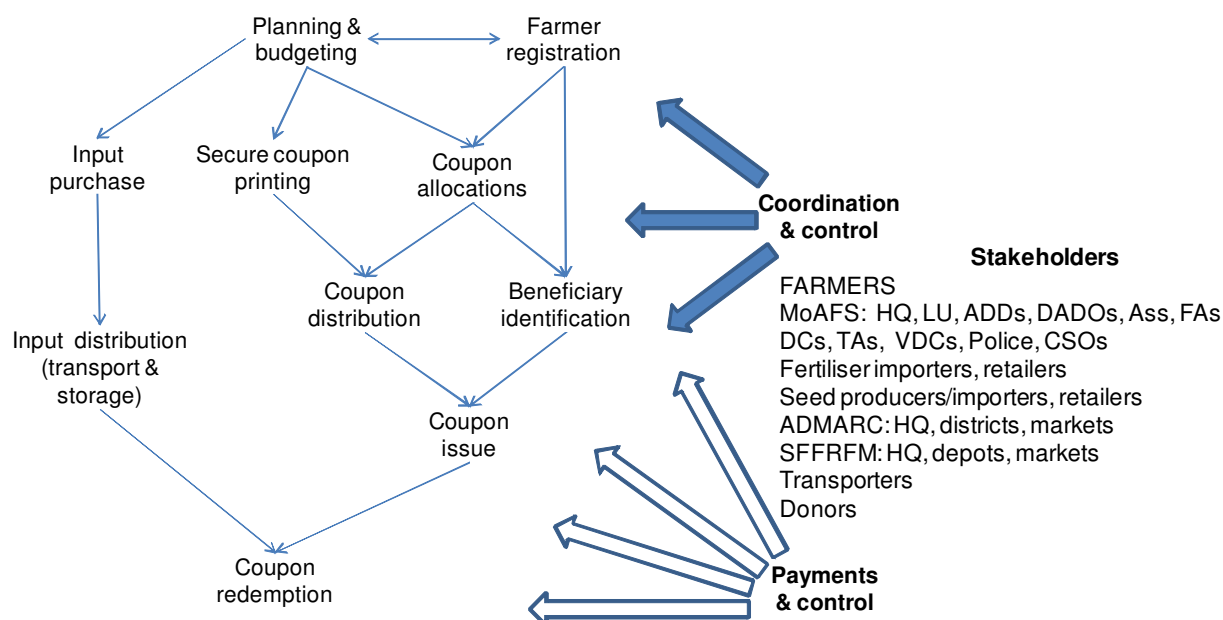 Planning &
budgeting
Farmer
registration
Input
purchase
Secure coupon
printing
Coupon
allocations
Coordination
& control
Coupon
distribution
Beneficiary
identification
Input distribution
(transport &
storage)
Coupon
issue
Coupon
redemption
Stakeholders
FARMERS
MoAFS: HQ, LU, ADDs, DADOs, Ass, FAs
DCs, TAs, VDCs, Police, CSOs
Fertiliser importers, retailers
Seed producers/importers, retailers
ADMARC: HQ, districts, markets
SFFRFM: HQ, depots, markets
Transporters
Donors
Payments
& control